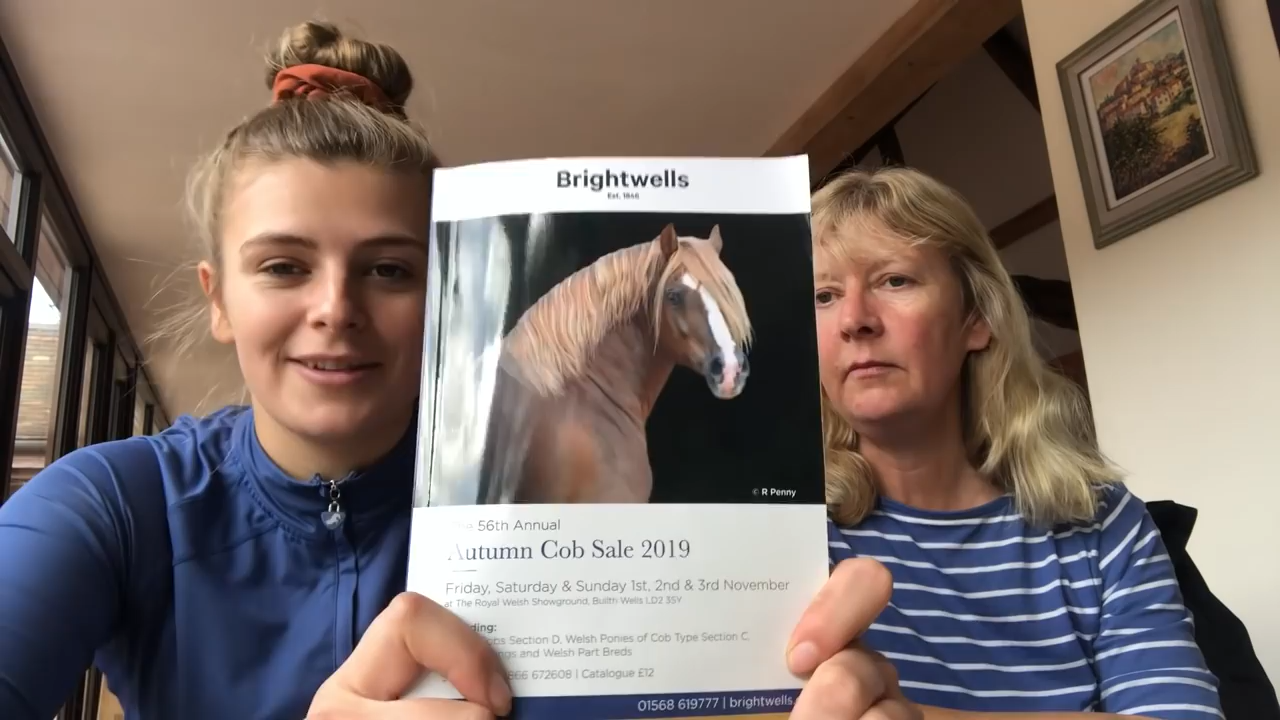 Brightwells
Est. 1846
© R Penny
56th Annual
Autumn Cob Sale 2019
Friday, Saturday & Sunday 1st, 2nd & 3rd November
at The Royal Welsh Showground, Builth Wells LD2 3SY
Section D, Welsh Ponies of Cob Type Section C
and Welsh Part Breds
672608 | Catalogue £12
01568 619777 | brightwells.